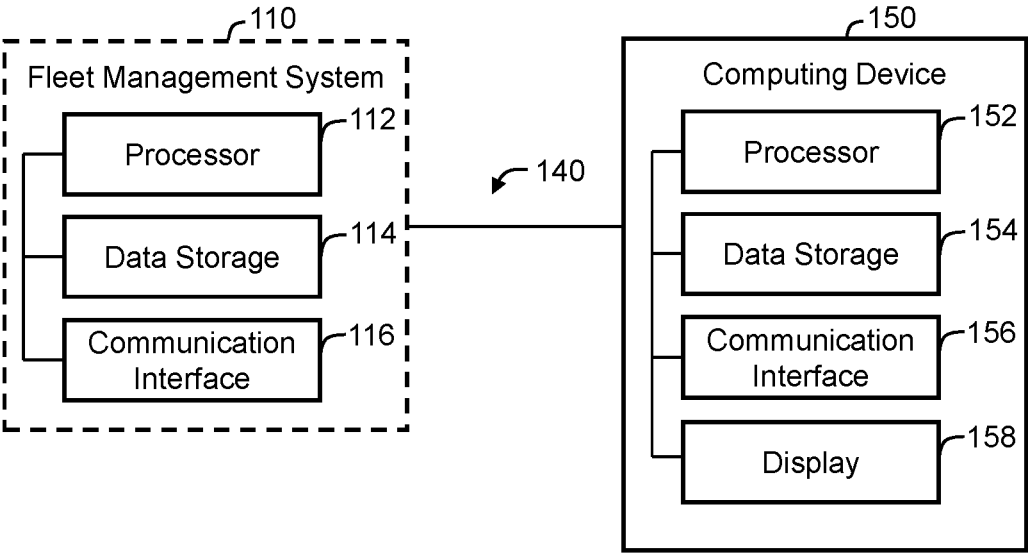 110
Fleet Management System
112
Processor
114
Data Storage
116
Communication
Interface
140
150
Computing Device
152
Processor
154
Data Storage
156
Communication
Interface
158
Display